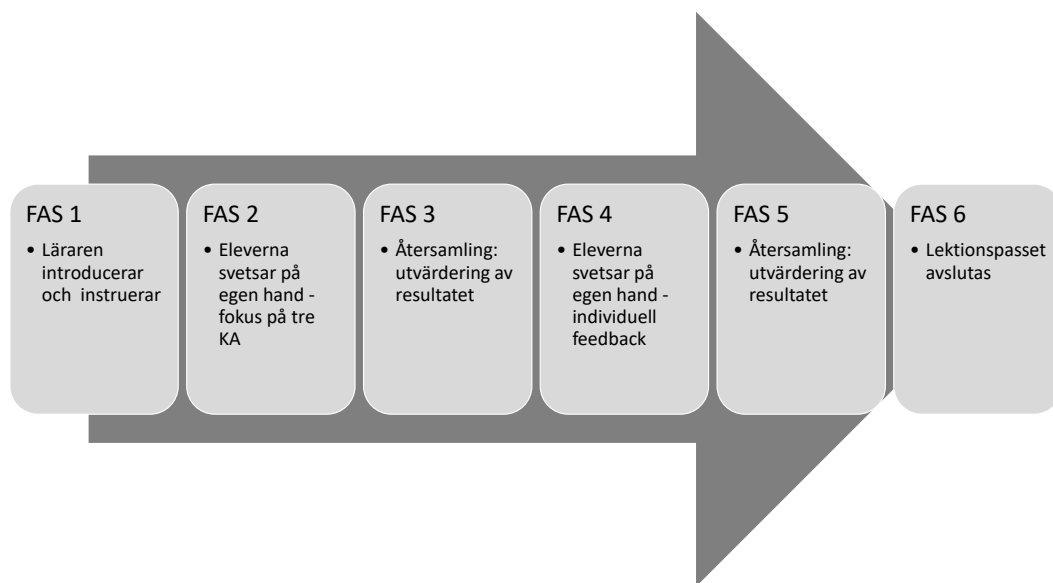 FAS 1
• Läraren
introducerar
och instruerar
FAS 2
• Eleverna
svetsar på
egen hand -
fokus på tre
KA
FAS 3
• Återsamling:
utvärdering av
resultatet
FAS 4
• Eleverna
svetsar på
egen hand -
individuell
feedback
FAS 5
• Återsamling:
utvärdering av
resultatet
FAS 6
• Lektionspasset
avslutas